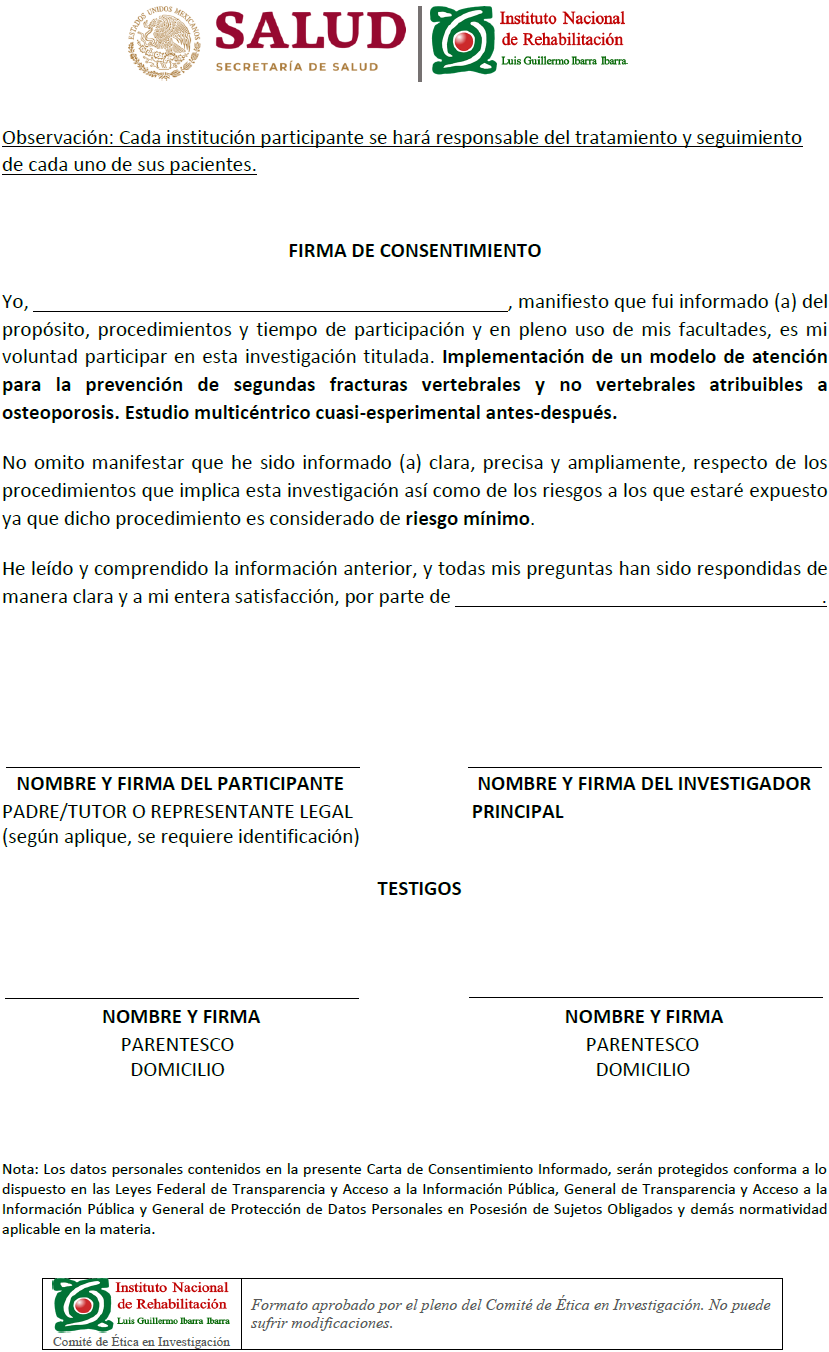 ESTADOS UNIDOS MEXICANOS
SALUD
SECRETARÍA DE SALUD
Instituto Nacional
de Rehabilitación
Luis Guillermo Ibarra Ibarra.
Observación: Cada institución participante se hará responsable del tratamiento y seguimiento
de cada uno de sus pacientes.
FIRMA DE CONSENTIMIENTO
Yo, ______________________________________________, manifiesto que fui informado (a) del
propósito, procedimientos y tiempo de participación y en pleno uso de mis facultades, es mi
voluntad participar en esta investigación titulada. Implementación de un modelo de atención
para la prevención de segundas fracturas vertebrales y no vertebrales atribuibles a
osteoporosis. Estudio multicéntrico cuasi-esperimental antes-después.
No omito manifestar que he sido informado (a) clara, precisa y ampliamente, respecto de los
procedimientos que implica esta investigación así como de los riesgos a los que estaré expuesto
ya que dicho procedimiento es considerado de riesgo mínimo.
He leído y comprendido la información anterior, y todas mis preguntas han sido respondidas de
manera clara y a mi entera satisfacción, por parte de ____________________________________.
NOMBRE Y FIRMA DEL PARTICIPANTE
PADRE/TUTOR O REPRESENTANTE LEGAL
(según aplique, se requiere identificación)
NOMBRE Y FIRMA DEL INVESTIGADOR
PRINCIPAL
TESTIGOS
NOMBRE Y FIRMA
PARENTESCO
DOMICILIO
NOMBRE Y FIRMA
PARENTESCO
DOMICILIO
Nota: Los datos personales contenidos en la presente Carta de Consentimiento Informado, serán protegidos conforma a lo
dispuesto en las Leyes Federal de Transparencia y Acceso a la Información Pública, General de Transparencia y Acceso a la
Información Pública y General de Protección de Datos Personales en Posesión de Sujetos Obligados y demás normatividad
aplicable en la materia.
Instituto Nacional
de Rehabilitación
Luis Guillermo Ibarra Ibarra
Comité de Ética en Investigación
Formato aprobado por el pleno del Comité de Ética en Investigación. No puede
sufrir modificaciones.